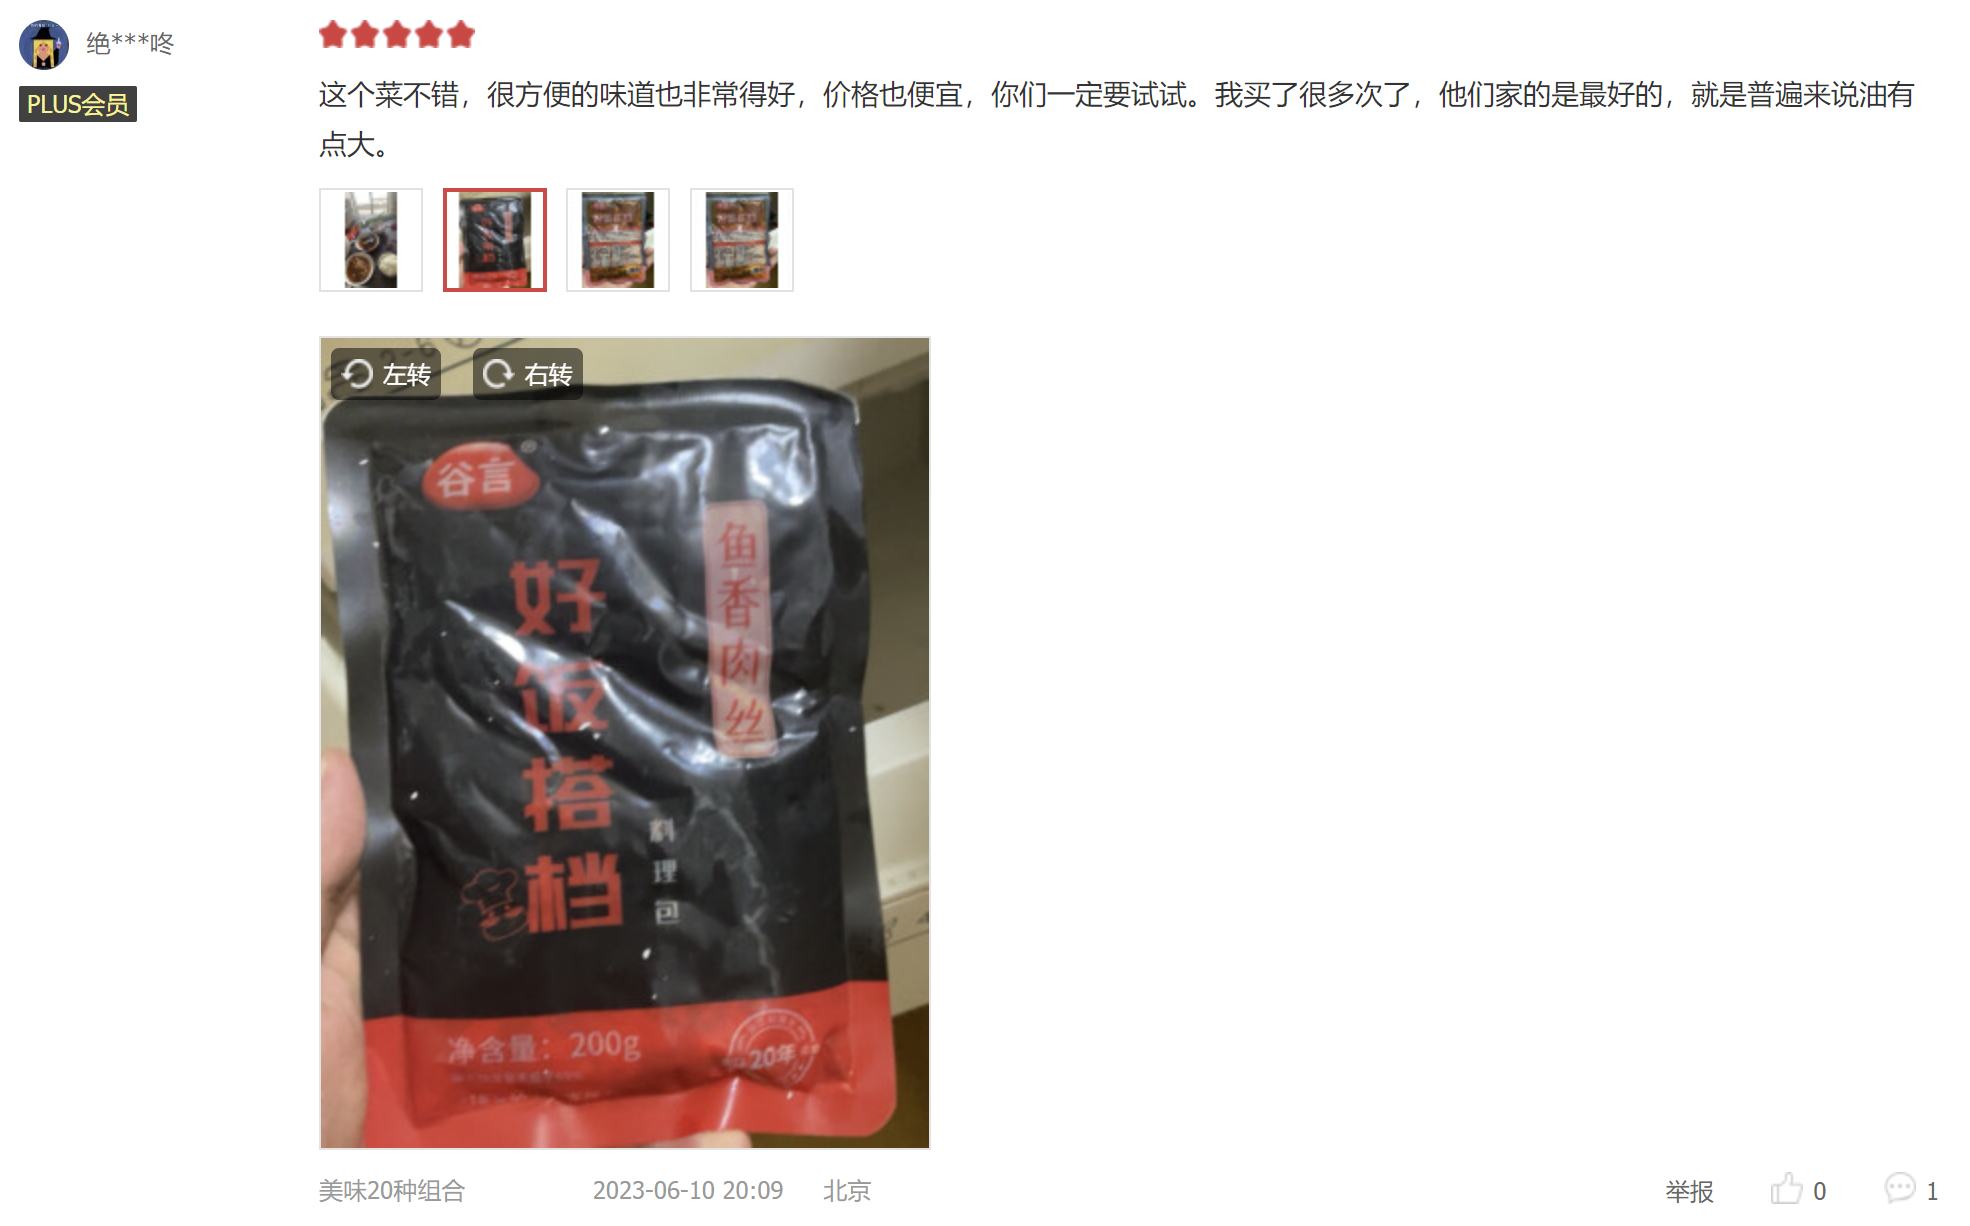 绝***咚
PLUS会员
这个菜不错，很方便的味道也非常得好，价格也便宜，你们一定要试试。我买了很多次了，他们家的是最好的，就是普遍来说油有
点大。
左转
右转
谷言
鱼香肉丝
好饭搭档
料理包
净含量：200g
20年
美味20种组合
2023-06-10 20:09
北京
举报
0
1